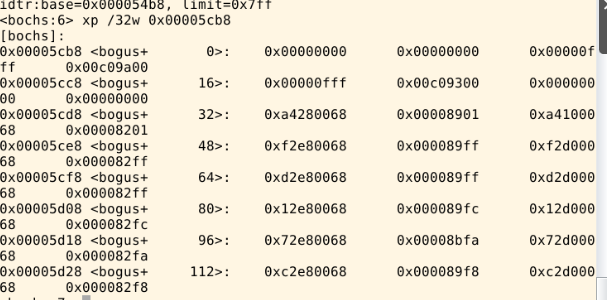 idtr:base=0x000054b8, limit=0x7ff
<bochs:6> xp /32w 0x00005cb8
[bochs]:
0x00005cb8 <bogus+       0>:    0x00000000      0x00000000      0x00000f
ff      0x00c09a00
0x00005cc8 <bogus+      16>:    0x00000fff      0x00c09300      0x000000
00      0x00000000
0x00005cd8 <bogus+      32>:    0xa4280068      0x00008901      0xa41000
68      0x00008201
0x00005ce8 <bogus+      48>:    0xf2e80068      0x000089ff      0xf2d000
68      0x000082ff
0x00005cf8 <bogus+      64>:    0xd2e80068      0x000089ff      0xd2d000
68      0x000082ff
0x00005d08 <bogus+      80>:    0x12e80068      0x000089fc      0x12d000
68      0x000082fc
0x00005d18 <bogus+      96>:    0x72e80068      0x00008bfa      0x72d000
68      0x000082fa
0x00005d28 <bogus+     112>:    0xc2e80068      0x000089f8      0xc2d000
68      0x000082f8